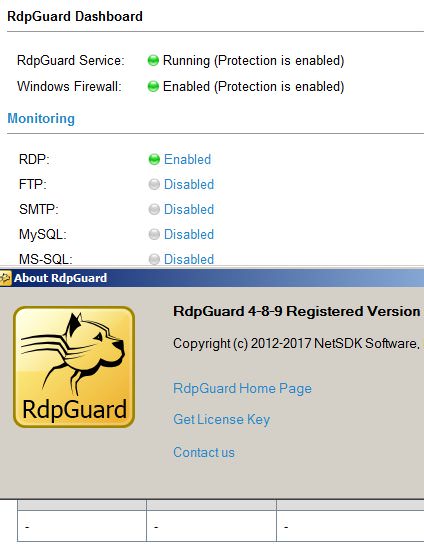 RdpGuard Dashboard
RdpGuard Service: Running (Protection is enabled)
Windows Firewall: Enabled (Protection is enabled)
Monitoring
RDP: Enabled
FTP: Disabled
SMTP: Disabled
MySQL: Disabled
MS-SQL: Disabled
About RdpGuard
RdpGuard 4-8-9 Registered Version
Copyright (c) 2012-2017 NetSDK Software,
RdpGuard
RdpGuard Home Page
Get License Key
Contact us
- - -